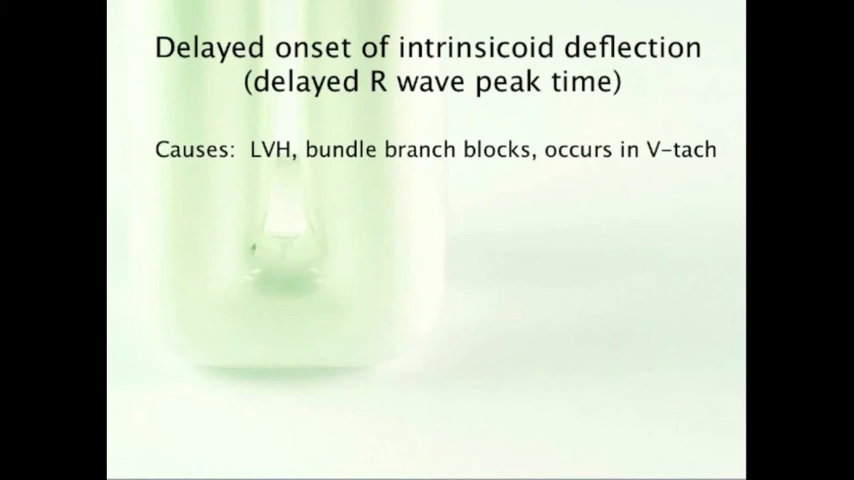 Delayed onset of intrinsicoid deflection
(delayed R wave peak time)
Causes: LVH, bundle branch blocks, occurs in V-tach